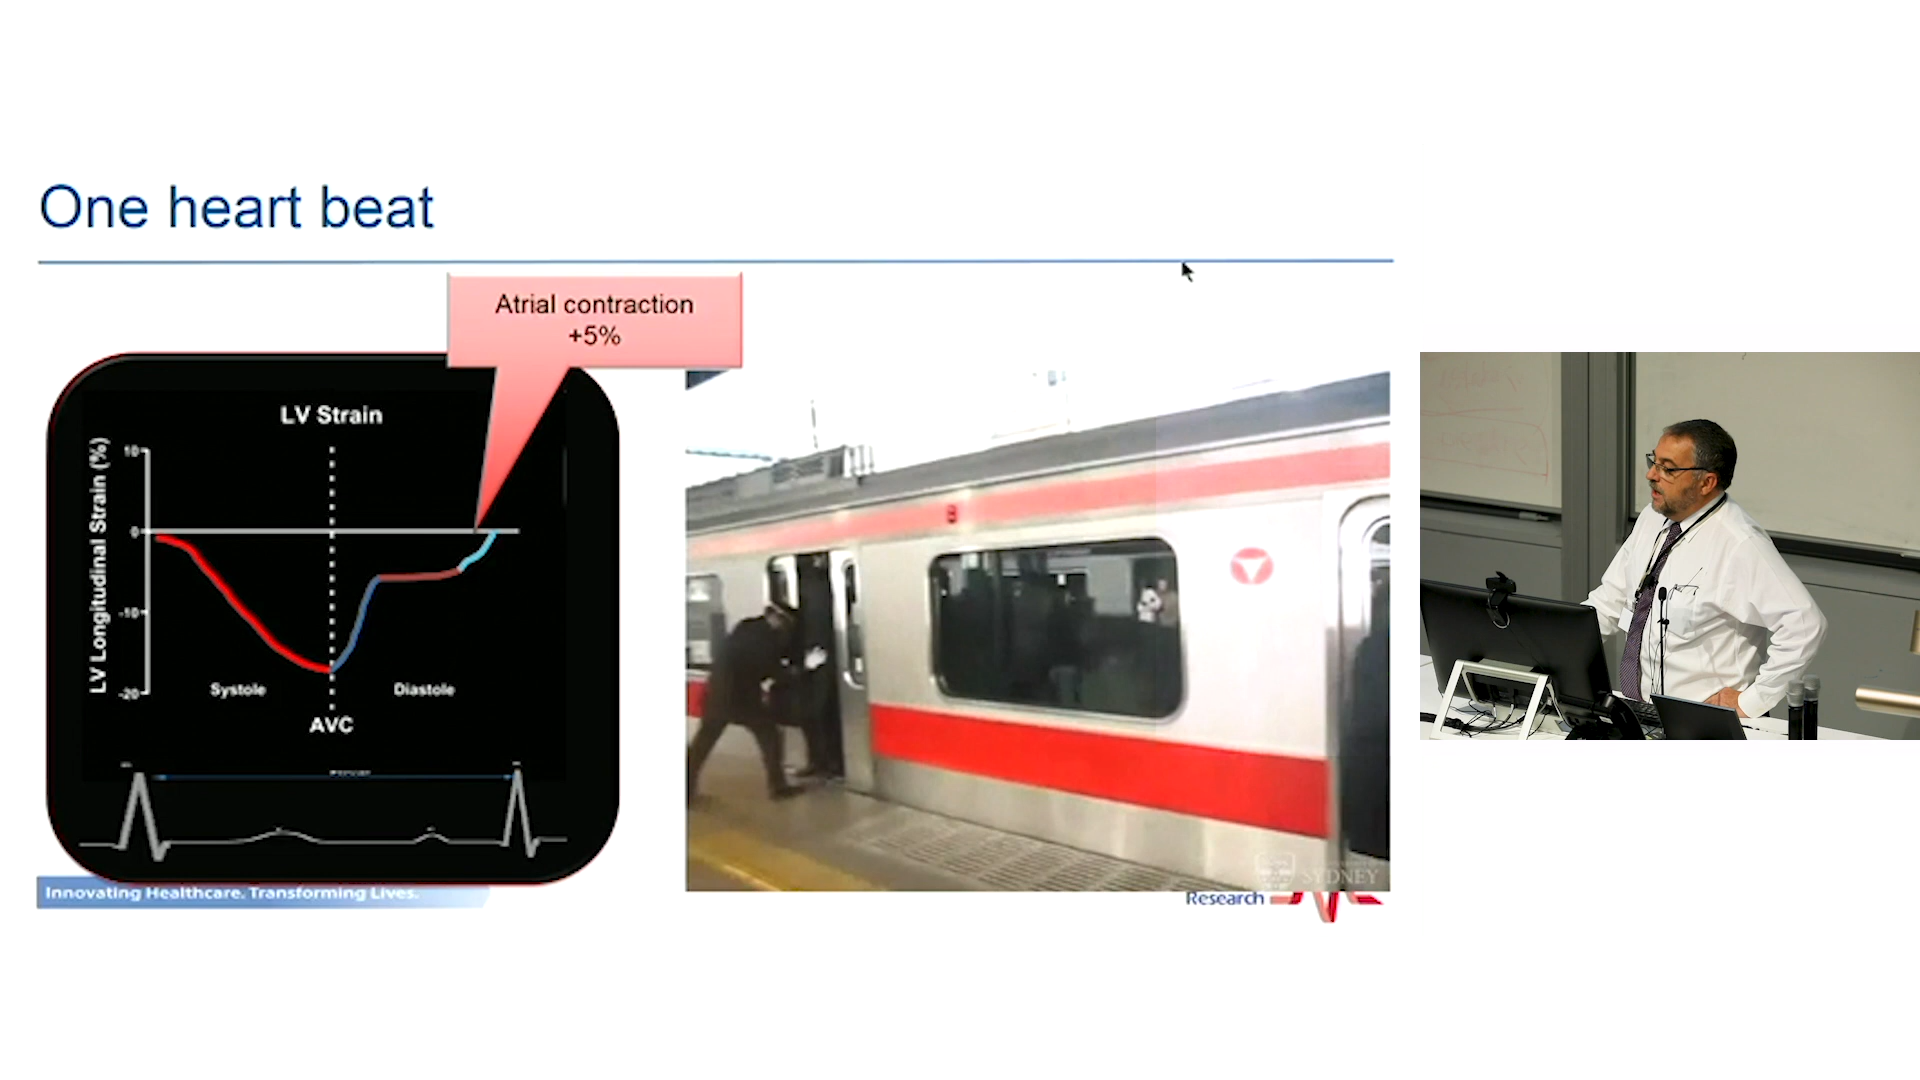 One heart beat
Atrial contraction
+5%
LV Strain
LV Longitudinal Strain (%)
10
0
-10
-20
Systole
Diastole
AVC
Innovating Healthcare. Transforming Lives.
SYDNEY
Research